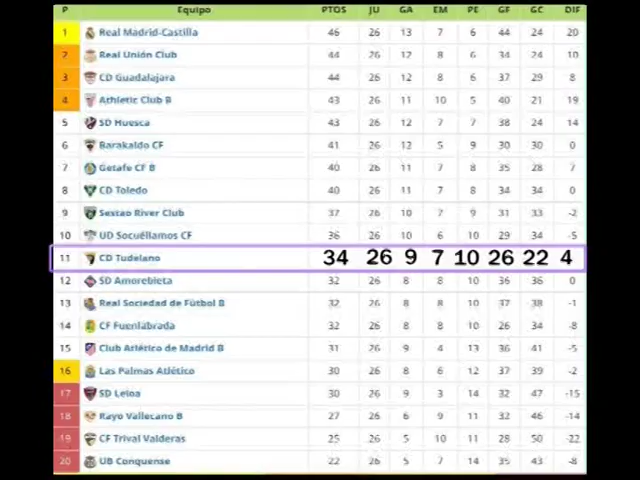 P Equipo PTOS JU GA EM PE GF GC DIF
1 Real Madrid-Castilla 46 26 13 7 6 44 24 20
2 Real Unión Club 44 26 12 8 6 34 24 10
3 CD Guadalajara 44 26 12 8 6 37 29 8
4 Athletic Club B 43 26 11 10 5 40 21 19
5 SD Huesca 43 26 12 7 7 38 24 14
6 Barakaldo CF 41 26 12 5 9 30 30 0
7 Getafe CF B 40 26 11 7 8 35 28 7
8 CD Toledo 40 26 11 7 8 34 34 0
9 Sestao River Club 37 26 10 7 9 31 33 -2
10 UD Socuéllamos CF 36 26 10 6 10 29 34 -5
11 CD Tudelano 34 26 9 7 10 26 22 4
12 SD Amorebieta 32 26 8 8 10 36 36 0
13 Real Sociedad de Fútbol B 32 26 8 8 10 37 38 -1
14 CF Fuenlabrada 32 26 8 8 10 26 34 -8
15 Club Atlético de Madrid B 31 26 9 4 13 36 41 -5
16 Las Palmas Atlético 30 26 8 6 12 37 39 -2
17 SD Leioa 30 26 9 3 14 32 47 -15
18 Rayo Vallecano B 27 26 6 9 11 32 46 -14
19 CF Trival Valderas 25 26 5 10 11 28 50 -22
20 UB Conquense 22 26 5 7 14 35 43 -8